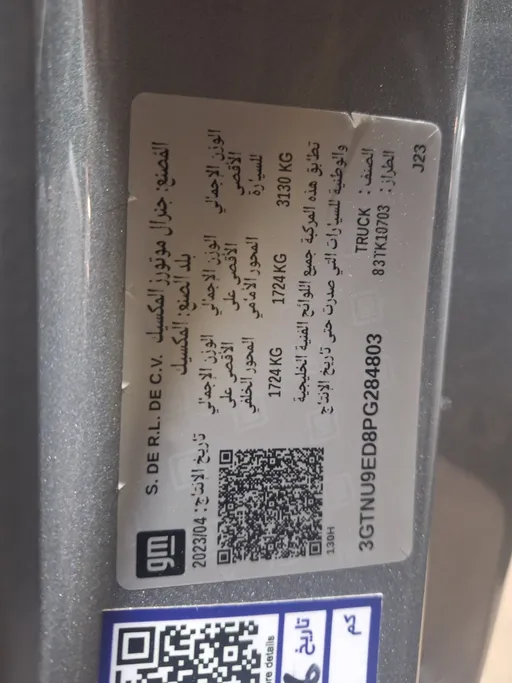 المصنع: جنرال موتورز المكسيك S. DE R.L. DE C.V.
بلد الصنع: المكسيك
gm
تاريخ الانتاج: 2023/04
الوزن الإجمالي الأقصى للسيارة
3130 KG
الوزن الإجمالي الأقصى على المحور الأمامي
1724 KG
الوزن الإجمالي الأقصى على المحور الخلفي
1724 KG
تطابق هذه المركبة جميع اللوائح الفنية الخليجية
والوطنية للسيارات التي صدرت حتى تاريخ الإنتاج
130H
الصنف: TRUCK
الطراز: 83TK10703
3GTNU9ED8PG284803
J23
re details
تاريخ
كم